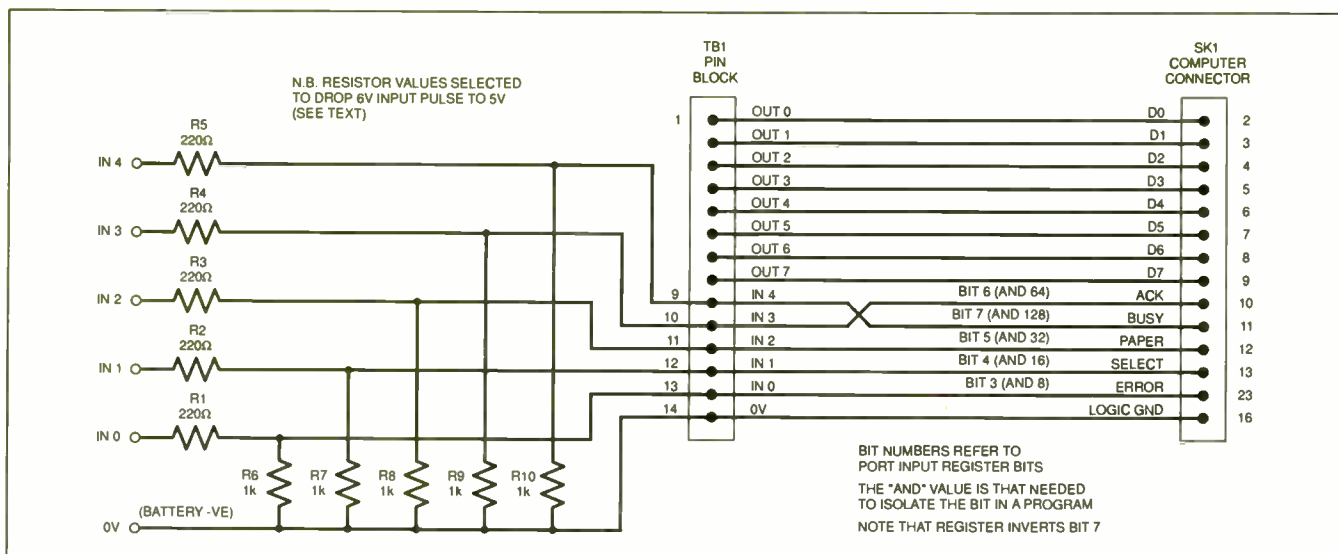 TB1
PIN
BLOCK
SK1
COMPUTER
CONNECTOR
N.B. RESISTOR VALUES SELECTED
TO DROP 6V INPUT PULSE TO 5V
(SEE TEXT)
1 OUT 0 D0 2
OUT 1 D1 3
OUT 2 D2 4
OUT 3 D3 5
OUT 4 D4 6
OUT 5 D5 7
OUT 6 D6 8
OUT 7 D7 9
9 IN 4 BIT 6 (AND 64) ACK 10
10 IN 3 BIT 7 (AND 128) BUSY 11
11 IN 2 BIT 5 (AND 32) PAPER 12
12 IN 1 BIT 4 (AND 16) SELECT 13
13 IN 0 BIT 3 (AND 8) ERROR 23
14 0V LOGIC GND 16
R5
220Ω
IN 4
R4
220Ω
IN 3
R3
220Ω
IN 2
R2
220Ω
IN 1
R1
220Ω
IN 0
R6
1k
R7
1k
R8
1k
R9
1k
R10
1k
(BATTERY -VE)
0V
BIT NUMBERS REFER TO
PORT INPUT REGISTER BITS
THE "AND" VALUE IS THAT NEEDED
TO ISOLATE THE BIT IN A PROGRAM
NOTE THAT REGISTER INVERTS BIT 7